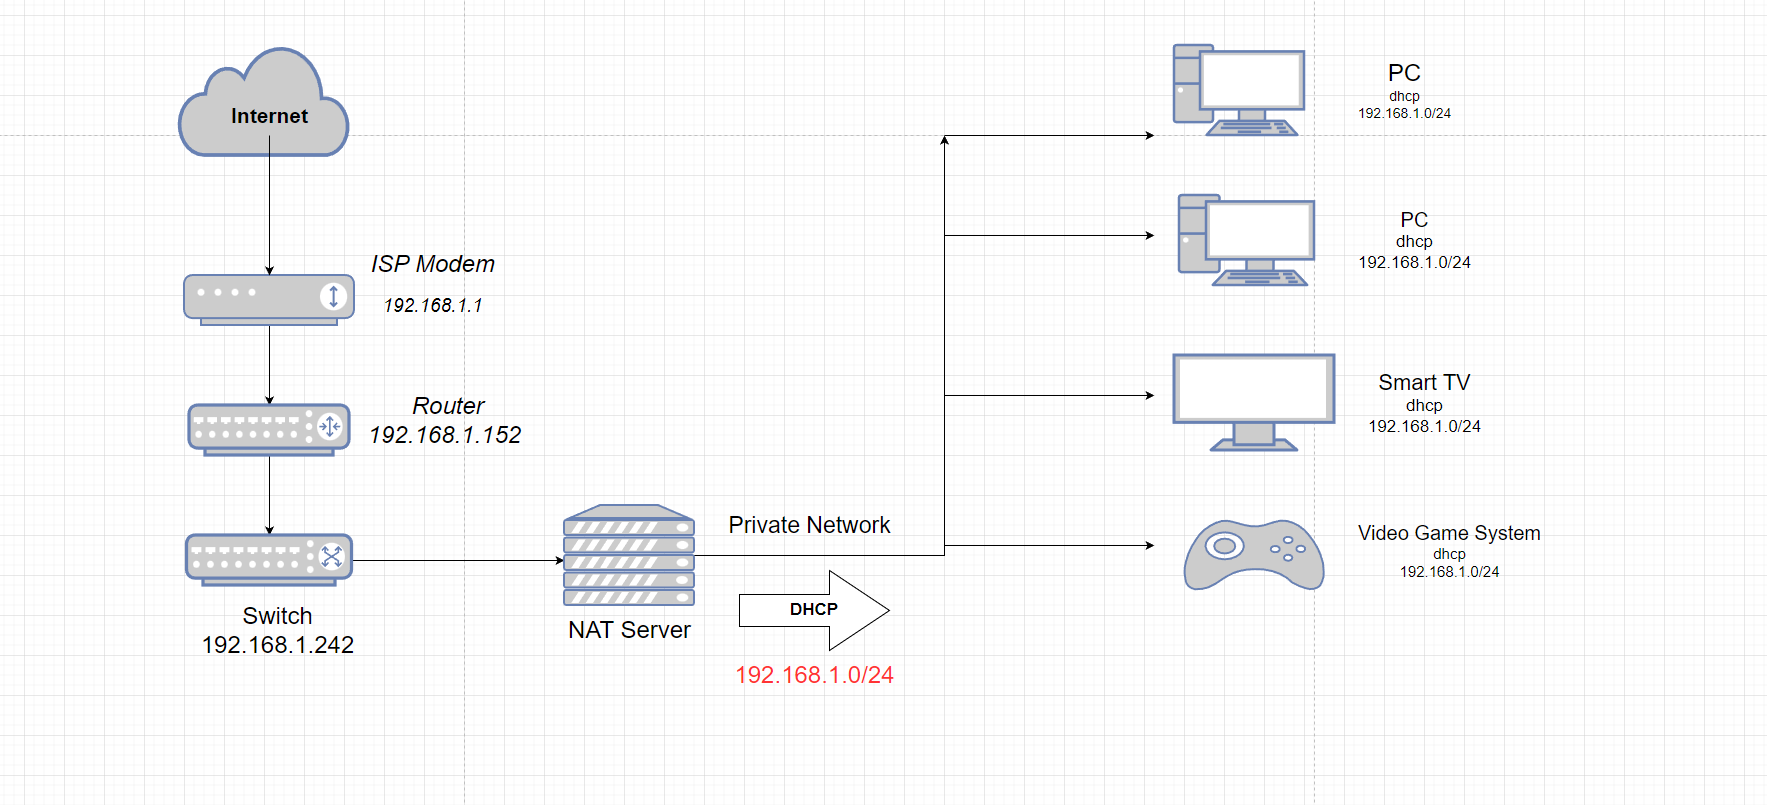 Internet
ISP Modem
192.168.1.1
Router
192.168.1.152
Switch
192.168.1.242
NAT Server
Private Network
DHCP
192.168.1.0/24
PC
dhcp
192.168.1.0/24
PC
dhcp
192.168.1.0/24
Smart TV
dhcp
192.168.1.0/24
Video Game System
dhcp
192.168.1.0/24